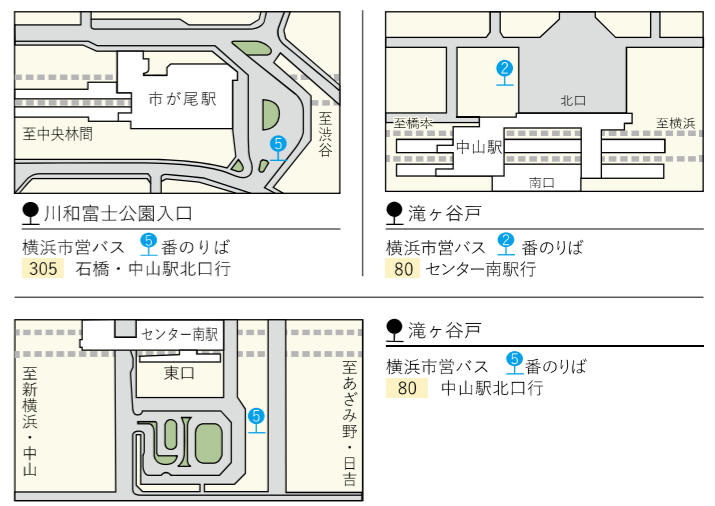 市が尾駅
至中央林間
至渋谷
5
川和富士公園入口
横浜市営バス 5 番のりば
305 石橋・中山駅北口行
2
北口
至橋本
至横浜
中山駅
南口
滝ヶ谷戸
横浜市営バス 2 番のりば
80 センター南駅行
センター南駅
東口
至新横浜・中山
至あざみ野・日吉
5
滝ヶ谷戸
横浜市営バス 5 番のりば
80 中山駅北口行